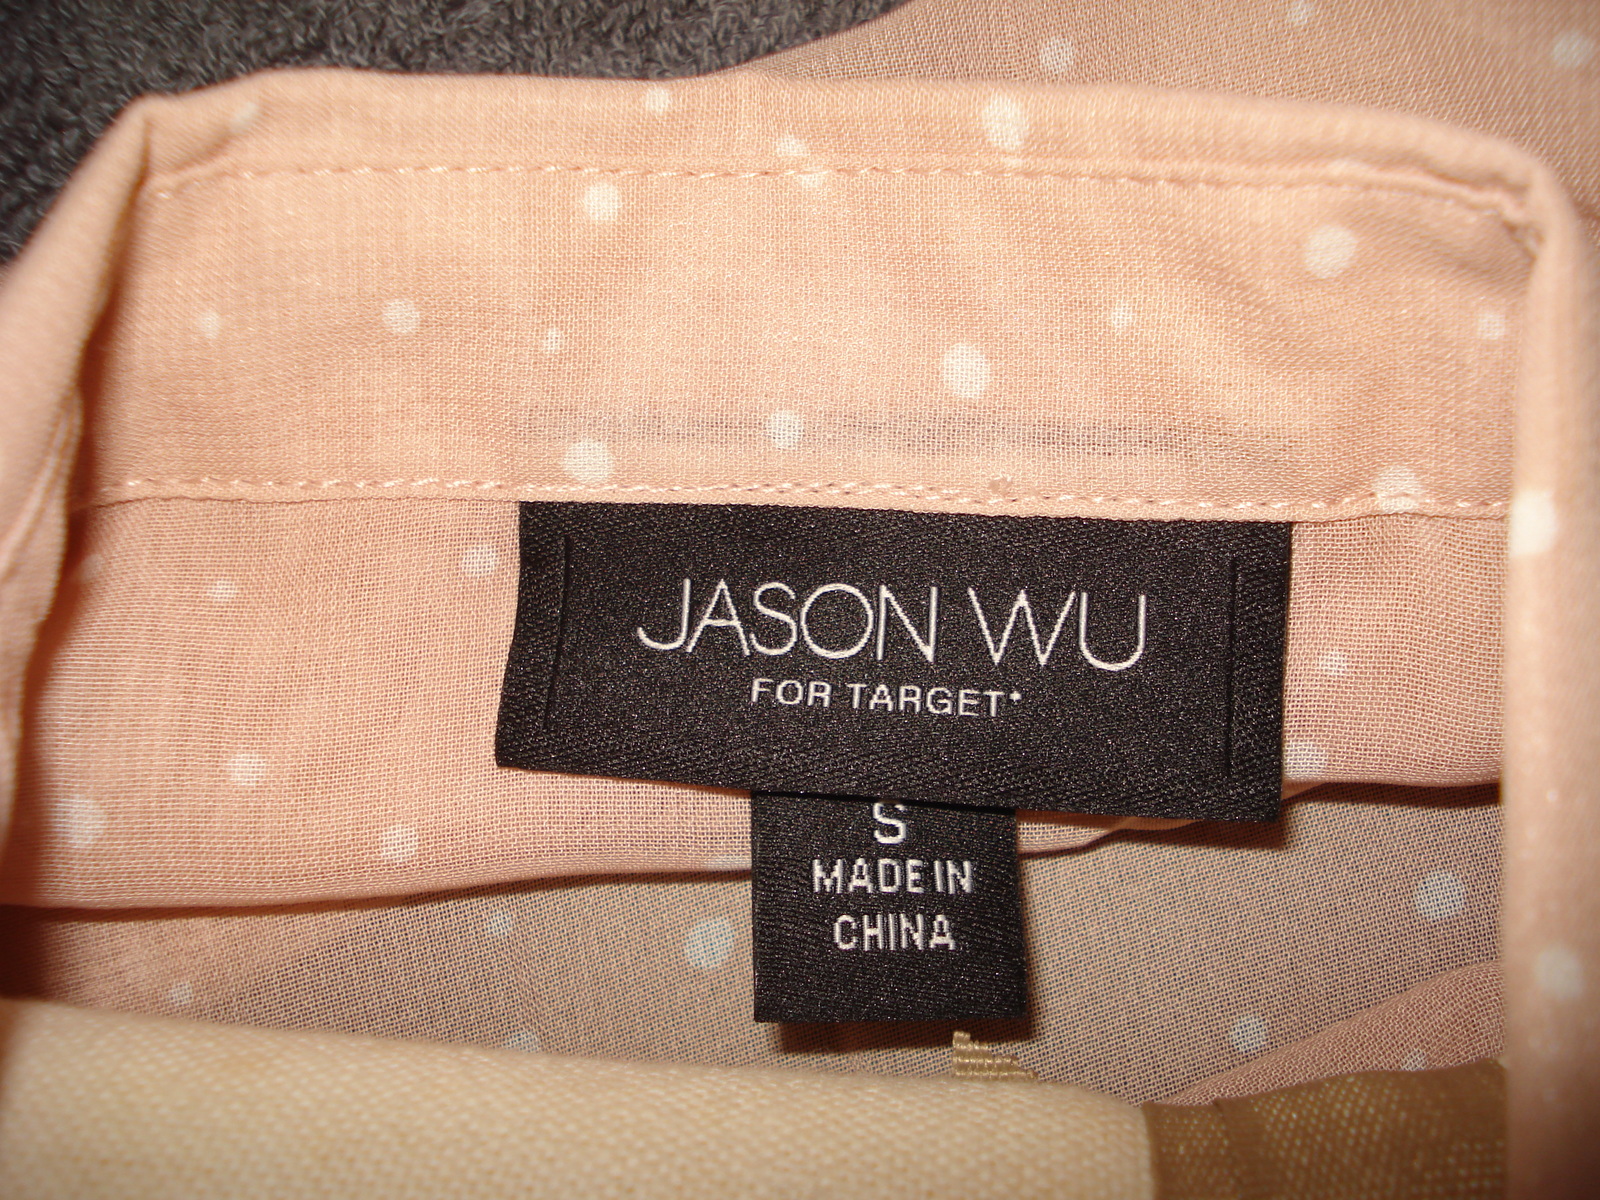 JASON WU
FOR TARGET*
S
MADE IN
CHINA